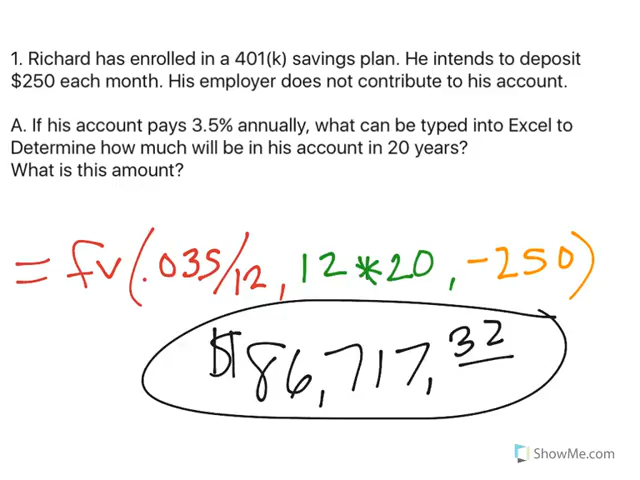 1. Richard has enrolled in a 401(k) savings plan. He intends to deposit
$250 each month. His employer does not contribute to his account.
A. If his account pays 3.5% annually, what can be typed into Excel to
Determine how much will be in his account in 20 years?
What is this amount?
= fv(.035/12, 12*20, -250)
$86,717,32
ShowMe.com